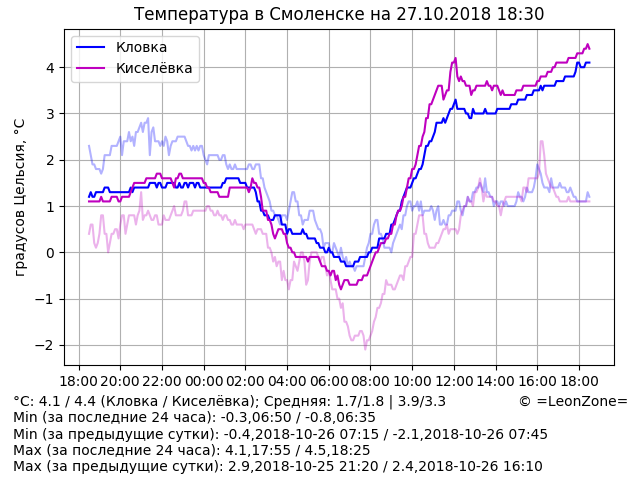 Температура в Смоленске на 27.10.2018 18:30
Кловка
Киселёвка
градусов Цельсия, °C
4
3
2
1
0
−1
−2
18:00 20:00 22:00 00:00 02:00 04:00 06:00 08:00 10:00 12:00 14:00 16:00 18:00
°C: 4.1 / 4.4 (Кловка / Киселёвка); Средняя: 1.7/1.8 | 3.9/3.3 © =LeonZone=
Min (за последние 24 часа): -0.3,06:50 / -0.8,06:35
Min (за предыдущие сутки): -0.4,2018-10-26 07:15 / -2.1,2018-10-26 07:45
Max (за последние 24 часа): 4.1,17:55 / 4.5,18:25
Max (за предыдущие сутки): 2.9,2018-10-25 21:20 / 2.4,2018-10-26 16:10